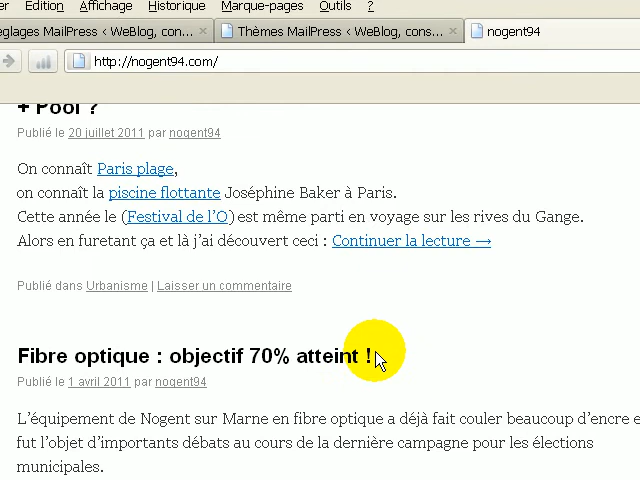 Edition Affichage Historique Marque-pages Outils ?
eglages MailPress ‹ WeBlog, con... Thèmes MailPress ‹ WeBlog, cons... nogent94
http://nogent94.com/
+ Pool ?
Publié le 20 juillet 2011 par nogent94
On connaît Paris plage,
on connaît la piscine flottante Joséphine Baker à Paris.
Cette année le (Festival de l’O) est même parti en voyage sur les rives du Gange.
Alors en furetant ça et là j’ai découvert ceci : Continuer la lecture →
Publié dans Urbanisme | Laisser un commentaire
Fibre optique : objectif 70% atteint !
Publié le 1 avril 2011 par nogent94
L’équipement de Nogent sur Marne en fibre optique a déjà fait couler beaucoup d’encre e
fut l’objet d’importants débats au cours de la dernière campagne pour les élections
municipales.